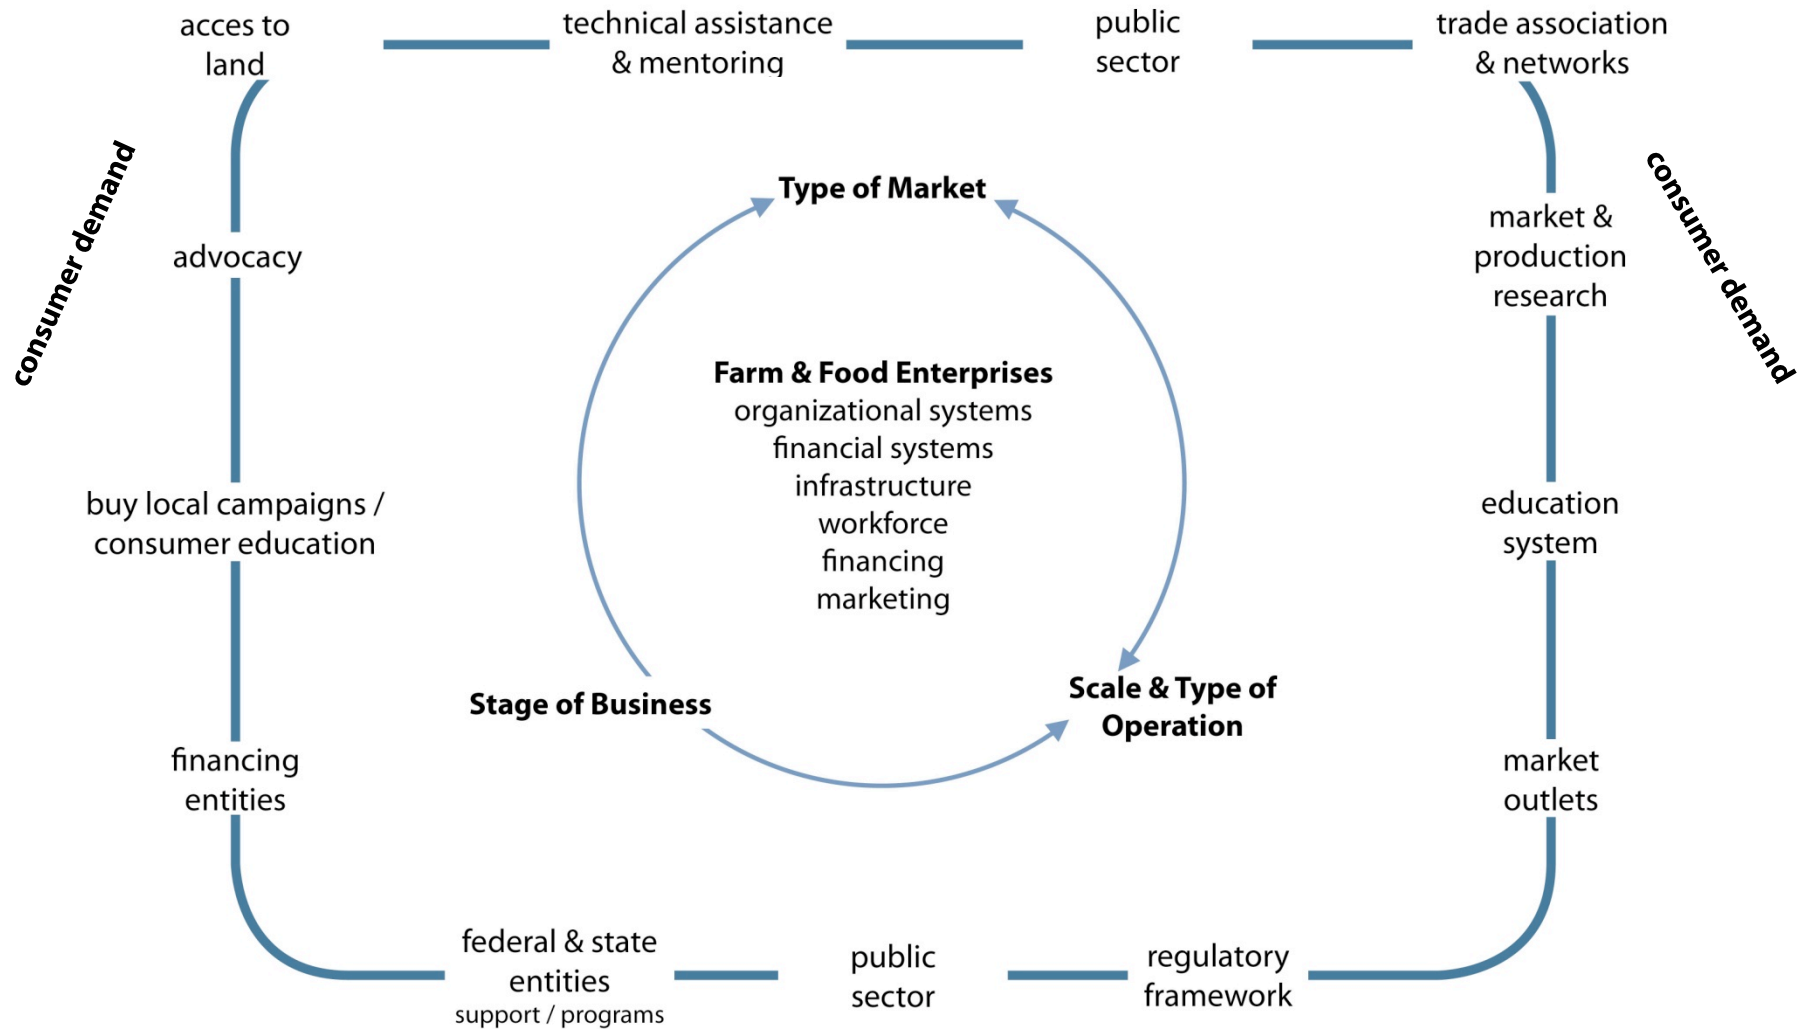 acces to
land
technical assistance
& mentoring
public
sector
trade association
& networks
consumer demand
consumer demand
Type of Market
advocacy
market &
production
research
Farm & Food Enterprises
organizational systems
financial systems
infrastructure
workforce
financing
marketing
buy local campaigns /
consumer education
education
system
Stage of Business
Scale & Type of
Operation
financing
entities
market
outlets
federal & state
entities
support / programs
public
sector
regulatory
framework